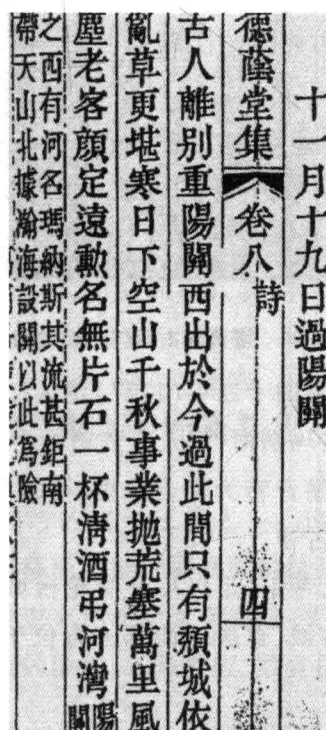 十一月十九日過陽關
德蔭堂集 卷八 詩 四
古人離別重陽關西出於今過此間只有頹城依
亂草更堪寒日下空山千秋事業拋荒塞萬里風
塵老客顔定遠勳名無片石一杯淸酒弔河灣 陽關
之西有河名瑪納斯其流甚鉅南
帶天山北據瀚海設關以此爲險